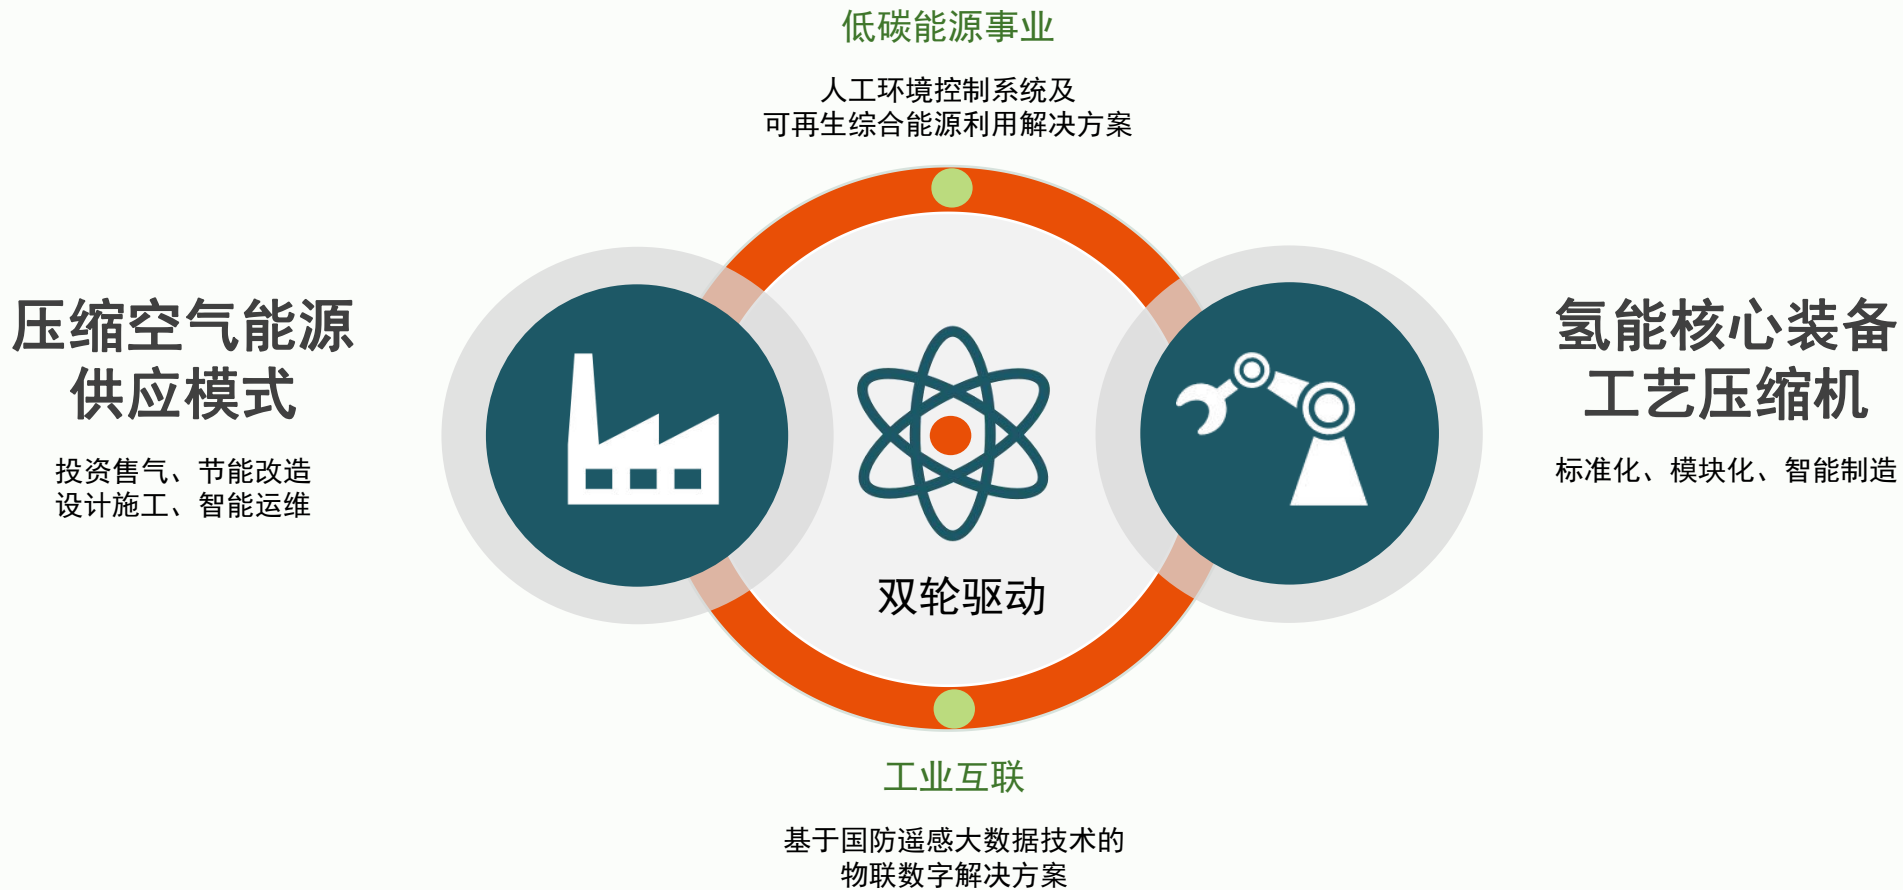 低碳能源事业
人工环境控制系统及
可再生综合能源利用解决方案
压缩空气能源
供应模式
投资售气、节能改造
设计施工、智能运维
双轮驱动
氢能核心装备
工艺压缩机
标准化、模块化、智能制造
工业互联
基于国防遥感大数据技术的
物联数字解决方案